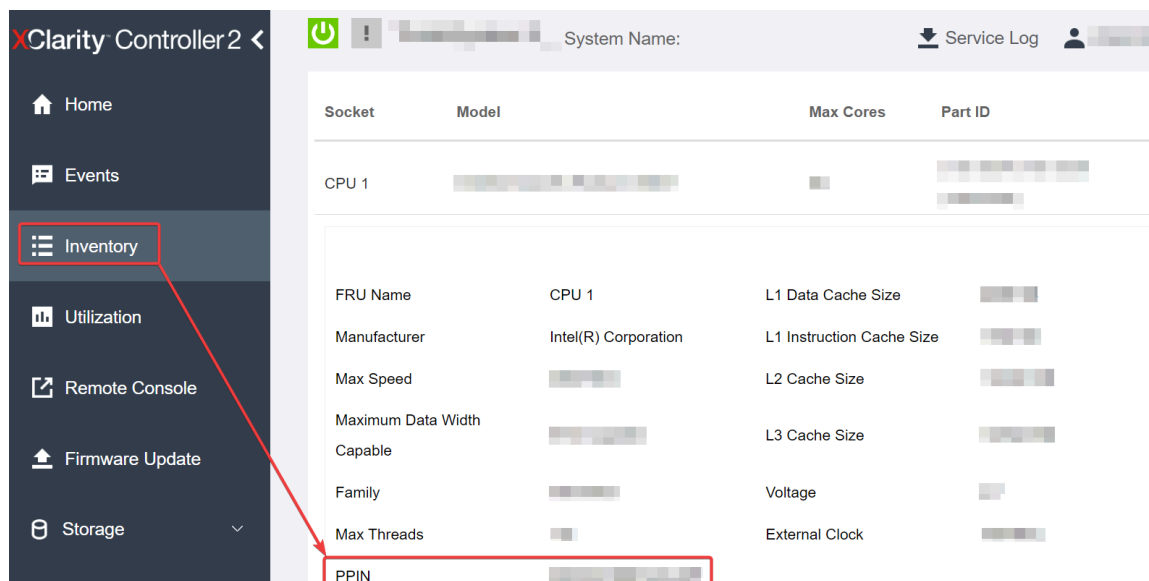 XClarity Controller 2
System Name:
Service Log
Home
Events
Inventory
Utilization
Remote Console
Firmware Update
Storage
Socket Model Max Cores Part ID
CPU 1
FRU Name CPU 1 L1 Data Cache Size
Manufacturer Intel(R) Corporation L1 Instruction Cache Size
Max Speed L2 Cache Size
Maximum Data Width
Capable
L3 Cache Size
Family Voltage
Max Threads External Clock
PPIN